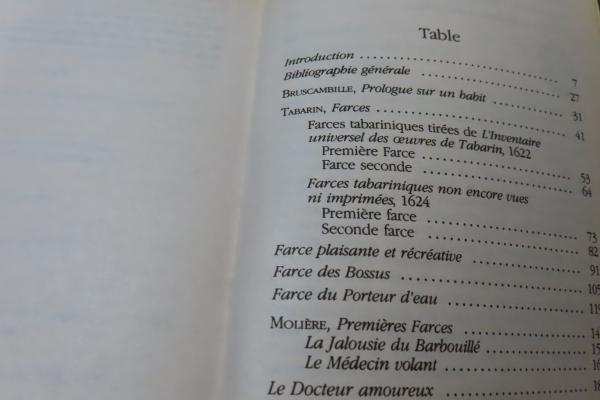 Table
Introduction .......... 7
Bibliographie générale .......... 27
BRUSCAMBILLE, Prologue sur un habit .......... 31
TABARIN, Farces .......... 41
Farces tabariniques tirées de L'Inventaire
universel des œuvres de Tabarin, 1622
Première Farce .......... 53
Farce seconde .......... 64
Farces tabariniques non encore vues
ni imprimées, 1624
Première farce .......... 73
Seconde farce .......... 82
Farce plaisante et récréative .......... 91
Farce des Bossus .......... 105
Farce du Porteur d'eau ..........
MOLIÈRE, Premières Farces ..........
La Jalousie du Barbouillé ..........
Le Médecin volant ..........
Le Docteur amoureux ..........